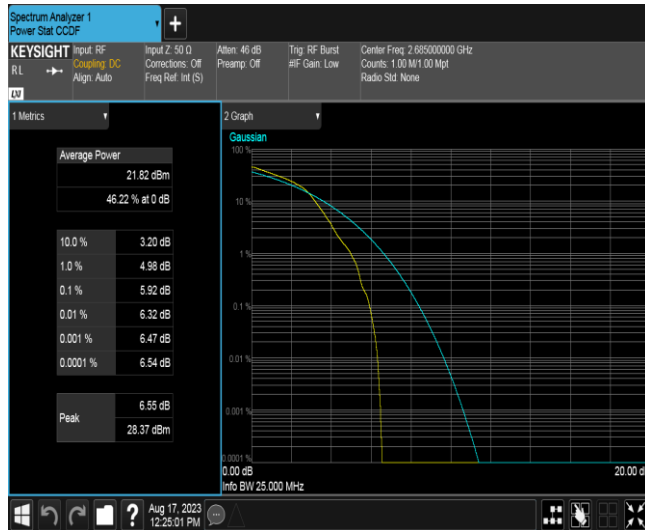 Spectrum Analyzer 1
Power Stat CCDF
+
KEYSIGHT
R L
LXI
Input: RF
Coupling: DC
Align: Auto
Input Z: 50 Ω
Corrections: Off
Freq Ref: Int (S)
Atten: 46 dB
Preamp: Off
Trig: RF Burst
#IF Gain: Low
Center Freq: 2.685000000 GHz
Counts: 1.00 M/1.00 Mpt
Radio Std: None
1 Metrics
Average Power
21.82 dBm
46.22 % at 0 dB
10.0 % 3.20 dB
1.0 % 4.98 dB
0.1 % 5.92 dB
0.01 % 6.32 dB
0.001 % 6.47 dB
0.0001 % 6.54 dB
Peak
6.55 dB
28.37 dBm
2 Graph
Gaussian
100 %
10 %
1 %
0.1 %
0.01 %
0.001 %
0.0001 %
0.00 dB
20.00 d
Info BW 25.000 MHz
?
Aug 17, 2023
12:25:01 PM